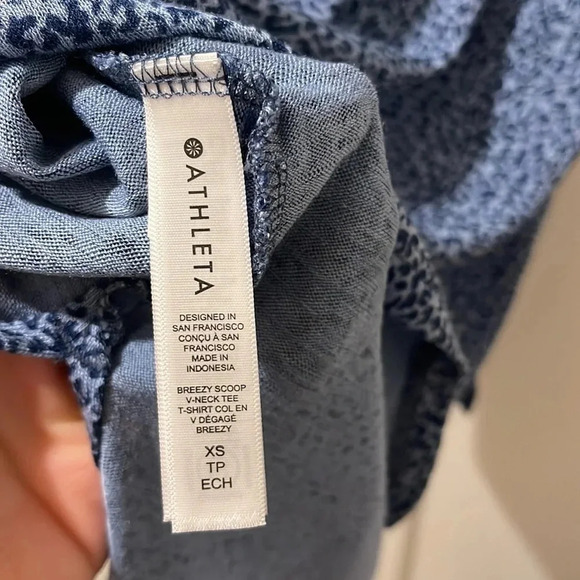 ATHLETA
DESIGNED IN
SAN FRANCISCO
CONÇU À SAN
FRANCISCO
MADE IN
INDONESIA
BREEZY SCOOP
V-NECK TEE
T-SHIRT COL EN
V DÉGAGÉ
BREEZY
XS
TP
ECH